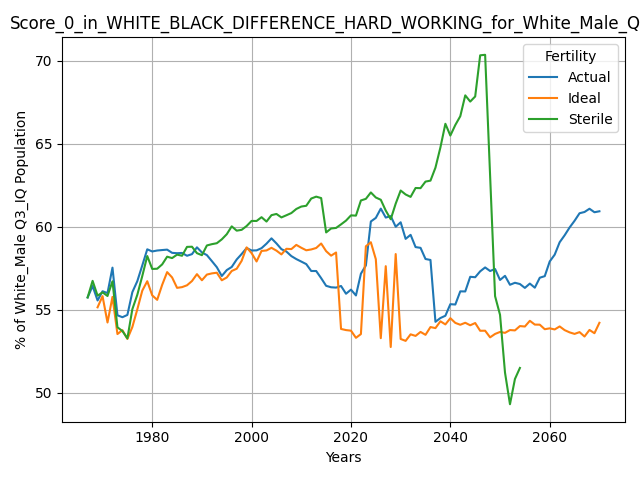 Score_0_in_WHITE_BLACK_DIFFERENCE_HARD_WORKING_for_White_Male_Q
Fertility
Actual
Ideal
Sterile
% of White_Male Q3_IQ Population
70
65
60
55
50
1980
2000
2020
2040
2060
Years